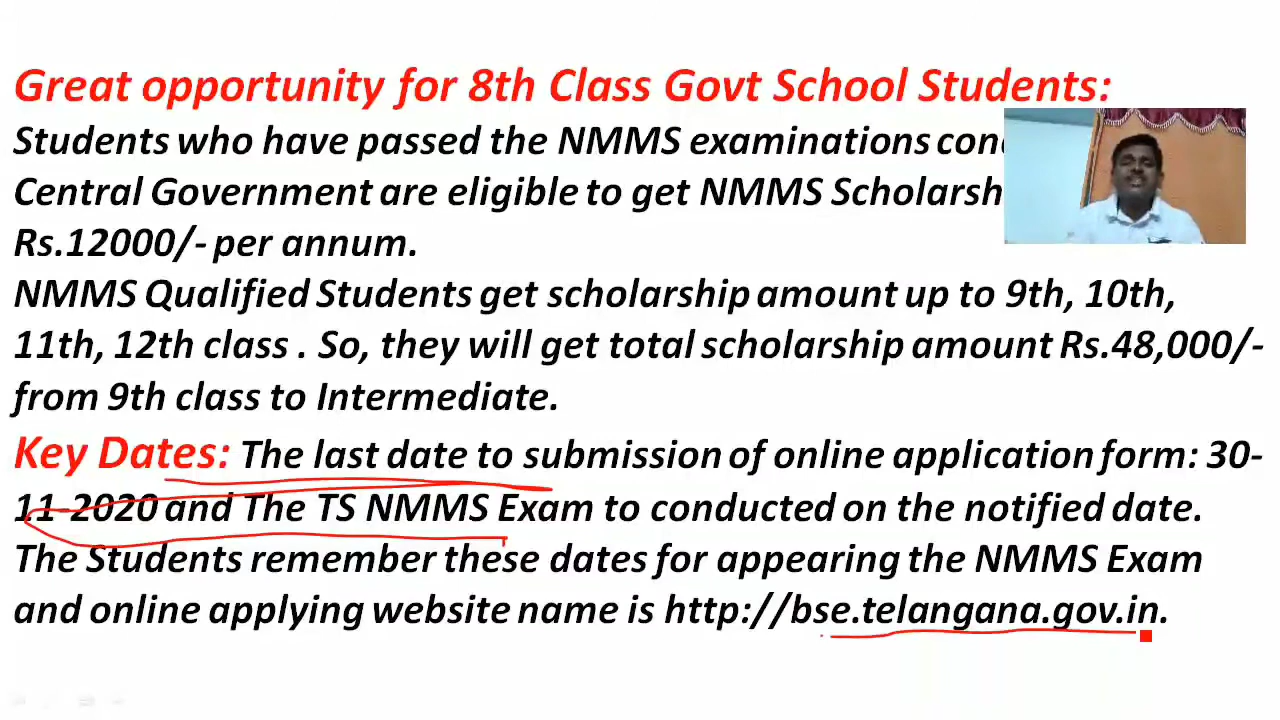 Great opportunity for 8th Class Govt School Students:
Students who have passed the NMMS examinations
Central Government are eligible to get NMMS
Rs.12000/- per annum.
NMMS Qualified Students get scholarship amount up to 9th, 10th,
11th, 12th class . So, they will get total scholarship amount Rs.48,000/-
from 9th class to Intermediate.
Key Dates: The last date to submission of online application form: 30-
11-2020 and The TS NMMS Exam to conducted on the notified date.
The Students remember these dates for appearing the NMMS Exam
and online applying website name is http://bse.telangana.gov.in.